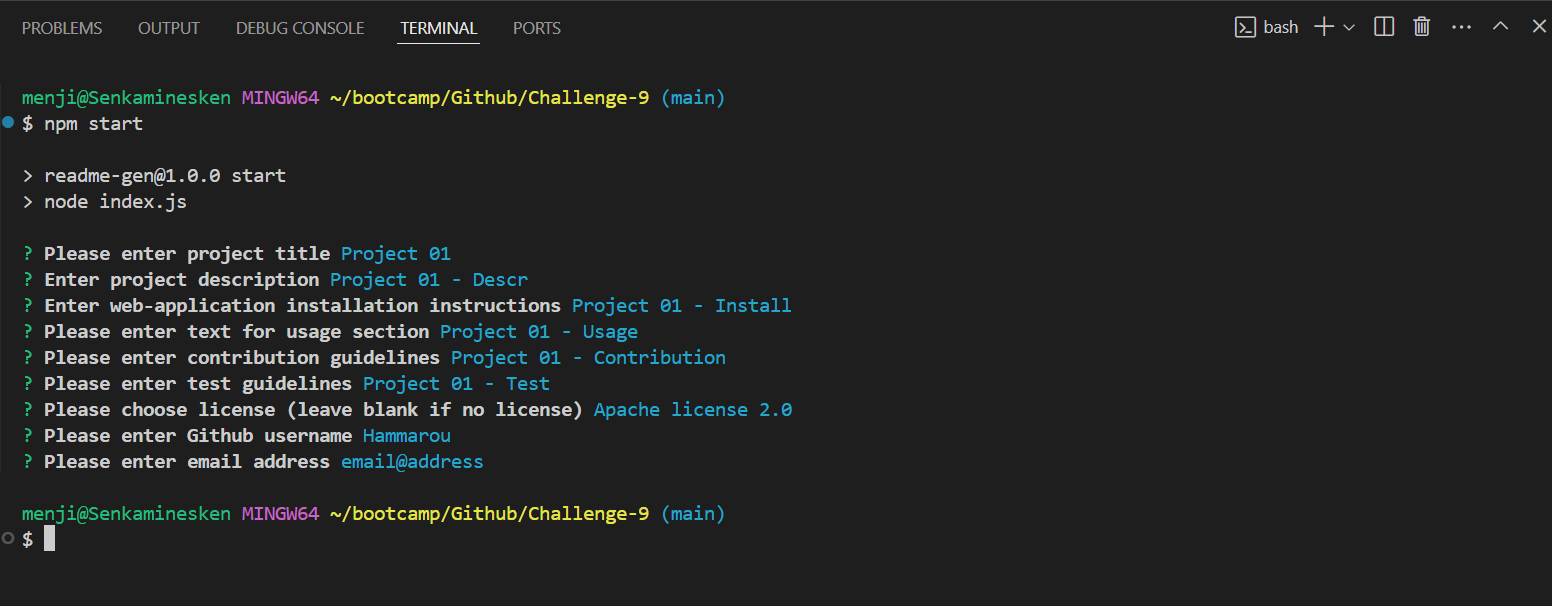 PROBLEMS OUTPUT DEBUG CONSOLE TERMINAL PORTS bash
menji@Senkaminesken MINGW64 ~/bootcamp/Github/Challenge-9 (main)
$ npm start
> readme-gen@1.0.0 start
> node index.js
? Please enter project title Project 01
? Enter project description Project 01 - Descr
? Enter web-application installation instructions Project 01 - Install
? Please enter text for usage section Project 01 - Usage
? Please enter contribution guidelines Project 01 - Contribution
? Please enter test guidelines Project 01 - Test
? Please choose license (leave blank if no license) Apache license 2.0
? Please enter Github username Hammarou
? Please enter email address email@address
menji@Senkaminesken MINGW64 ~/bootcamp/Github/Challenge-9 (main)
$